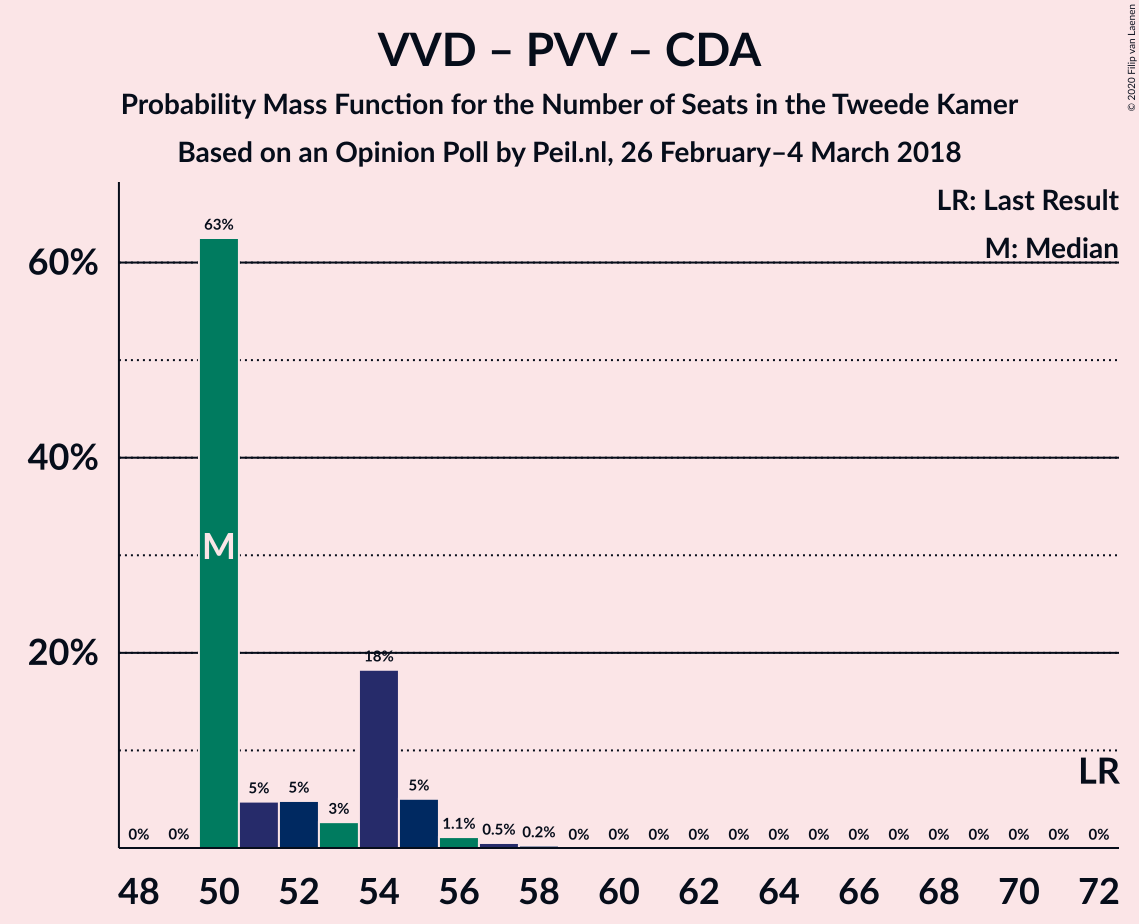 VVD – PVV – CDA
Probability Mass Function for the Number of Seats in the Tweede Kamer
Based on an Opinion Poll by Peil.nl, 26 February–4 March 2018
© 2020 Filip van Laenen
LR: Last Result
M: Median
60%
40%
20%
0% 0% 63% 5% 5% 3% 18% 5% 1.1% 0.5% 0.2% 0% 0% 0% 0% 0% 0% 0% 0% 0% 0% 0% 0% 0% 0%
M
LR
48 50 52 54 56 58 60 62 64 66 68 70 72